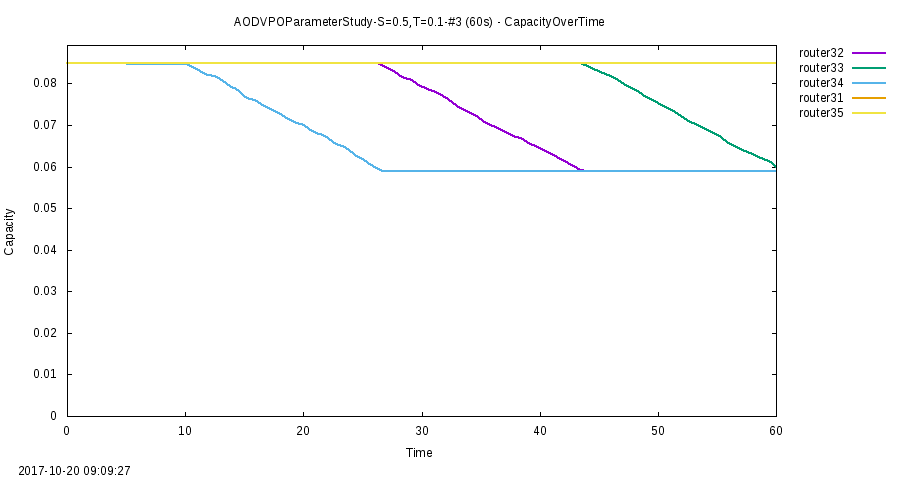 AODVPOParameterStudy-S=0.5,T=0.1-#3 (60s) - CapacityOverTime
router32
router33
router34
router31
router35
0.08
0.07
0.06
0.05
0.04
0.03
0.02
0.01
0
Capacity
0 10 20 30 40 50 60
Time
2017-10-20 09:09:27